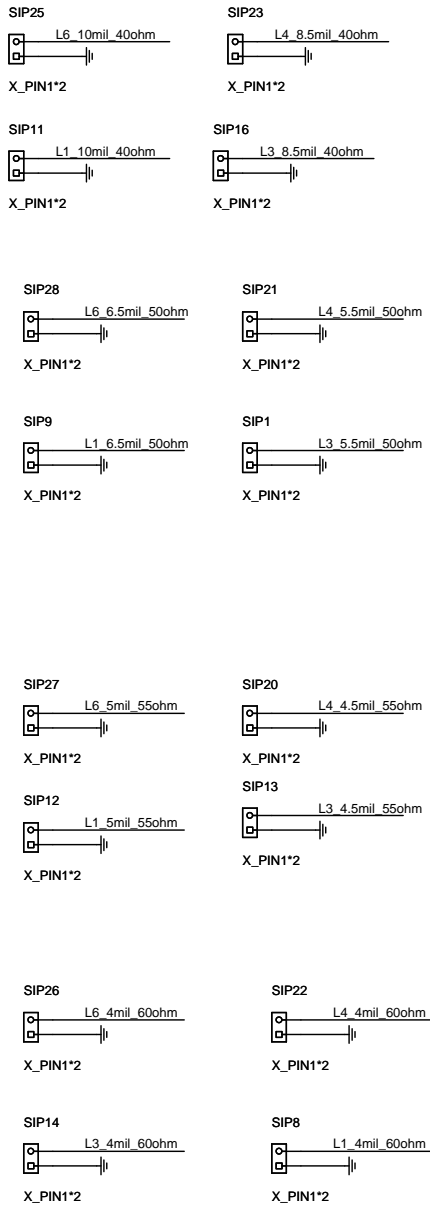 SIP25
L6_10mil_40ohm
X_PIN1*2
SIP23
L4_8.5mil_40ohm
X_PIN1*2
SIP11
L1_10mil_40ohm
X_PIN1*2
SIP16
L3_8.5mil_40ohm
X_PIN1*2
SIP28
L6_6.5mil_50ohm
X_PIN1*2
SIP21
L4_5.5mil_50ohm
X_PIN1*2
SIP9
L1_6.5mil_50ohm
X_PIN1*2
SIP1
L3_5.5mil_50ohm
X_PIN1*2
SIP27
L6_5mil_55ohm
X_PIN1*2
SIP20
L4_4.5mil_55ohm
X_PIN1*2
SIP12
L1_5mil_55ohm
X_PIN1*2
SIP13
L3_4.5mil_55ohm
X_PIN1*2
SIP26
L6_4mil_60ohm
X_PIN1*2
SIP22
L4_4mil_60ohm
X_PIN1*2
SIP14
L3_4mil_60ohm
X_PIN1*2
SIP8
L1_4mil_60ohm
X_PIN1*2